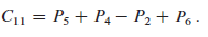 C₁₁ = P₅ + P₄ − P₂ + P₆ .